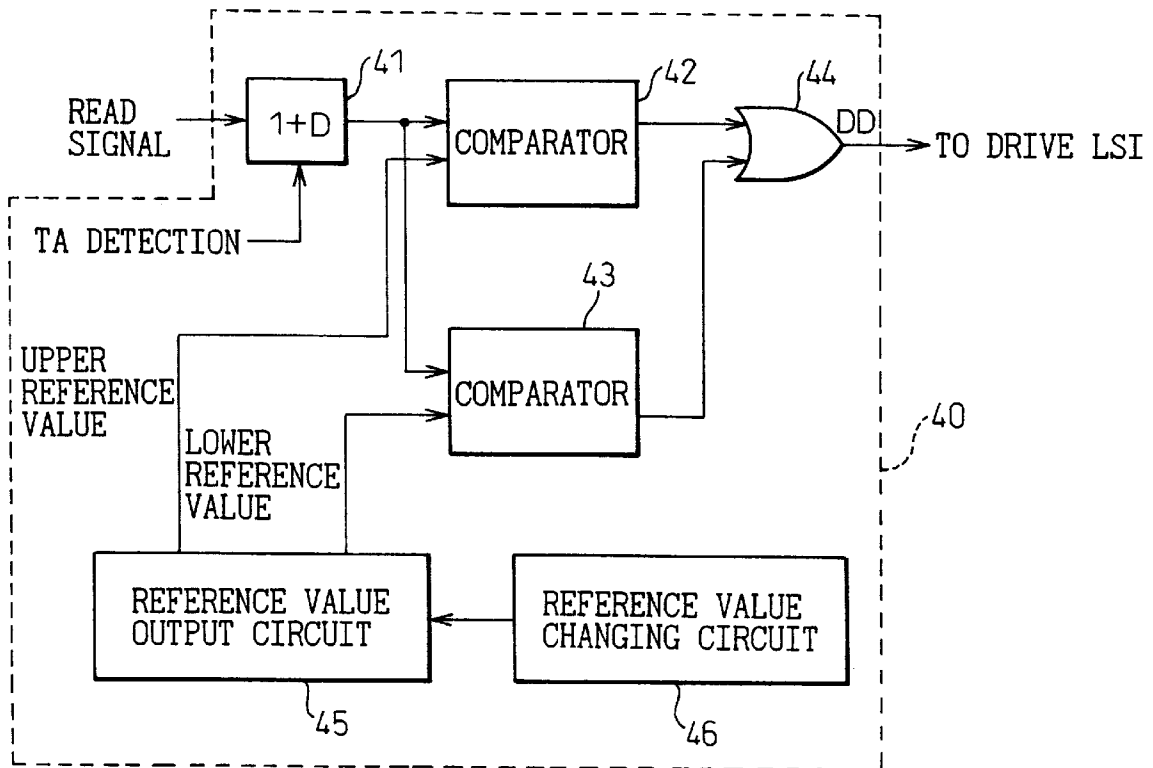 41
42
44
READ
SIGNAL
1+D
COMPARATOR
DD
TO DRIVE LSI
TA DETECTION
43
COMPARATOR
UPPER
REFERENCE
VALUE
LOWER
REFERENCE
VALUE
40
REFERENCE VALUE
OUTPUT CIRCUIT
REFERENCE VALUE
CHANGING CIRCUIT
45
46